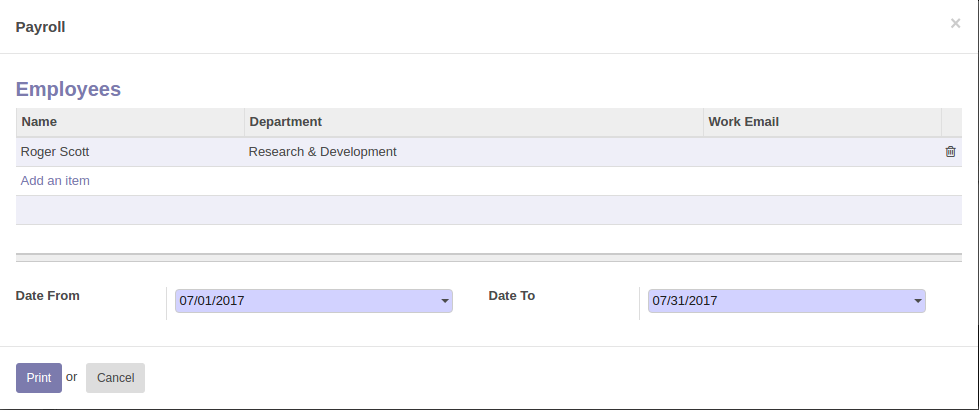 Payroll ×
Employees
Name Department Work Email
Roger Scott Research & Development
Add an item
Date From 07/01/2017 Date To 07/31/2017
Print or Cancel